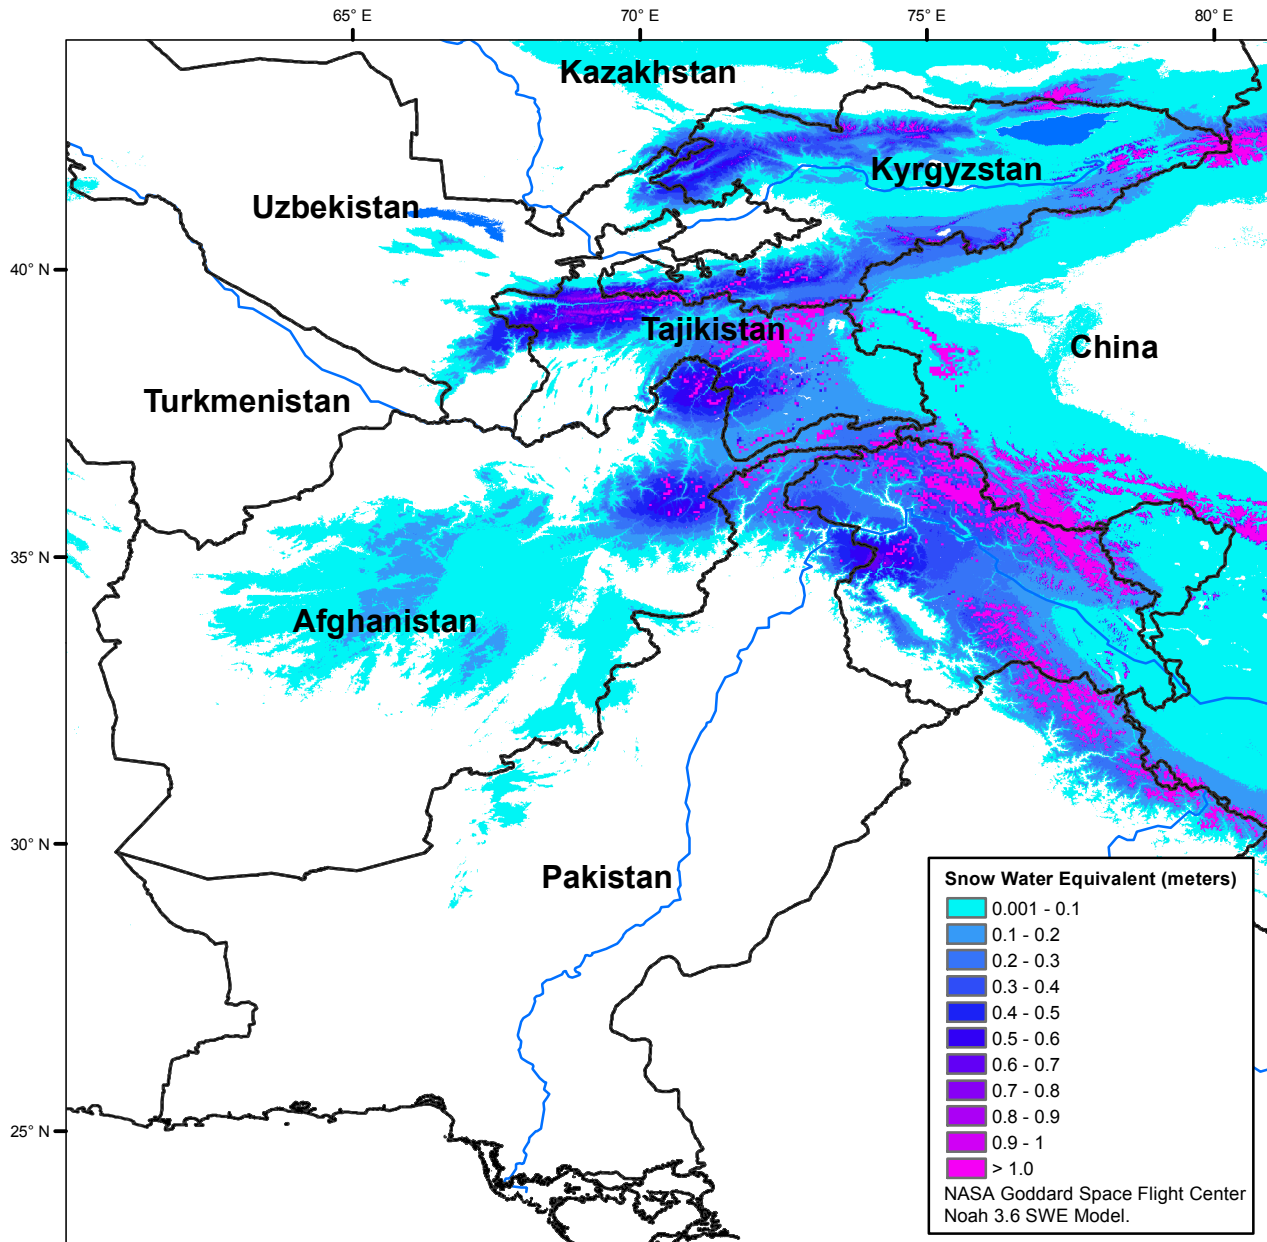 65° E
70° E
75° E
80° E
Kazakhstan
Kyrgyzstan
Uzbekistan
40° N
Tajikistan
China
Turkmenistan
35° N
Afghanistan
30° N
Pakistan
25° N
Snow Water Equivalent (meters)
0.001 - 0.1
0.1 - 0.2
0.2 - 0.3
0.3 - 0.4
0.4 - 0.5
0.5 - 0.6
0.6 - 0.7
0.7 - 0.8
0.8 - 0.9
0.9 - 1
> 1.0
NASA Goddard Space Flight Center
Noah 3.6 SWE Model.